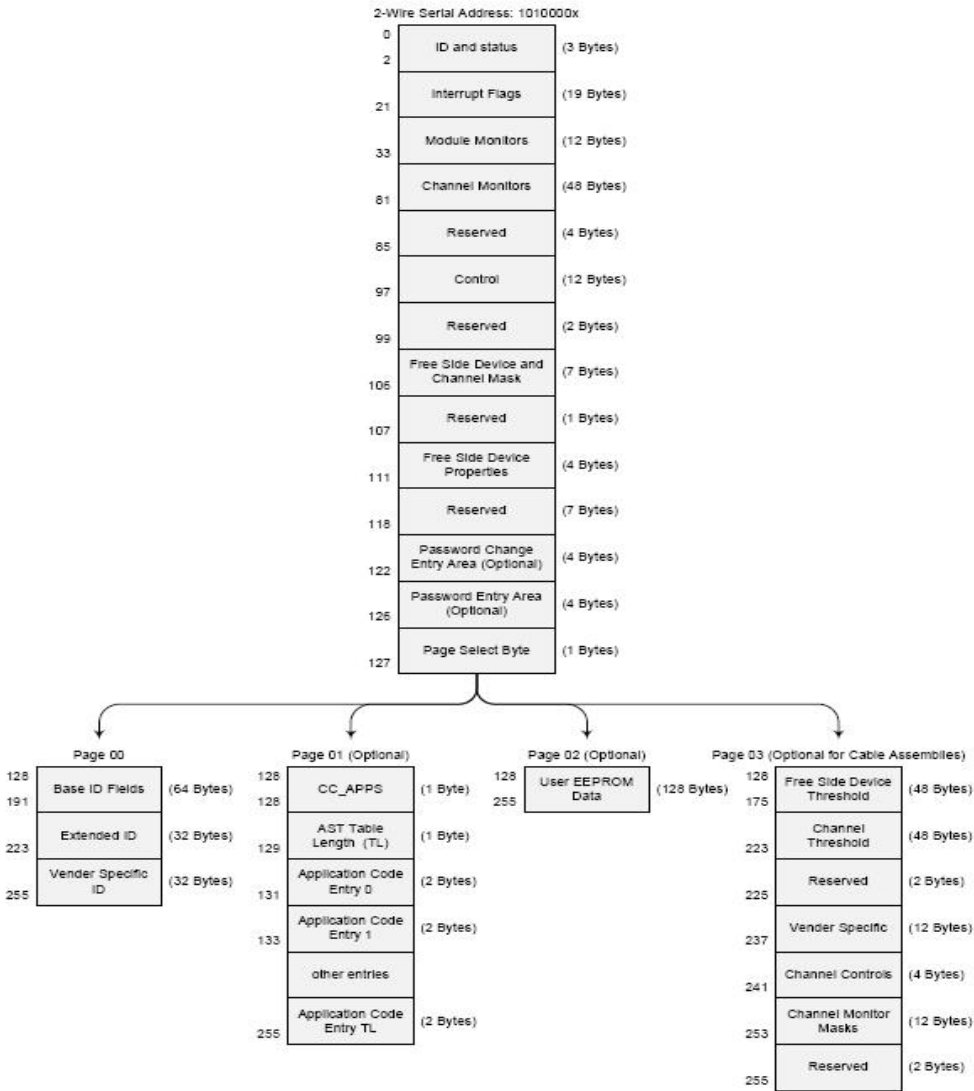 2-Wire Serial Address: 1010000x
0
2
ID and status
(3 Bytes)
21
Interrupt Flags
(19 Bytes)
33
Module Monitors
(12 Bytes)
81
Channel Monitors
(48 Bytes)
85
Reserved
(4 Bytes)
97
Control
(12 Bytes)
99
Reserved
(2 Bytes)
106
Free Side Device and
Channel Mask
(7 Bytes)
107
Reserved
(1 Bytes)
111
Free Side Device
Properties
(4 Bytes)
118
Reserved
(7 Bytes)
122
Password Change
Entry Area (Optional)
(4 Bytes)
126
Password Entry Area
(Optional)
(4 Bytes)
127
Page Select Byte
(1 Bytes)
Page 00
128
191
Base ID Fields
(64 Bytes)
223
Extended ID
(32 Bytes)
255
Vender Specific
ID
(32 Bytes)
Page 01 (Optional)
128
128
CC_APPS
(1 Byte)
129
AST Table
Length (TL)
(1 Byte)
131
Application Code
Entry 0
(2 Bytes)
133
Application Code
Entry 1
(2 Bytes)
other entries
255
Application Code
Entry TL
(2 Bytes)
Page 02 (Optional)
128
255
User EEPROM
Data
(128 Bytes)
Page 03 (Optional for Cable Assemblies)
128
175
Free Side Device
Threshold
(48 Bytes)
223
Channel
Threshold
(48 Bytes)
225
Reserved
(2 Bytes)
237
Vender Specific
(12 Bytes)
241
Channel Controls
(4 Bytes)
253
Channel Monitor
Masks
(12 Bytes)
255
Reserved
(2 Bytes)